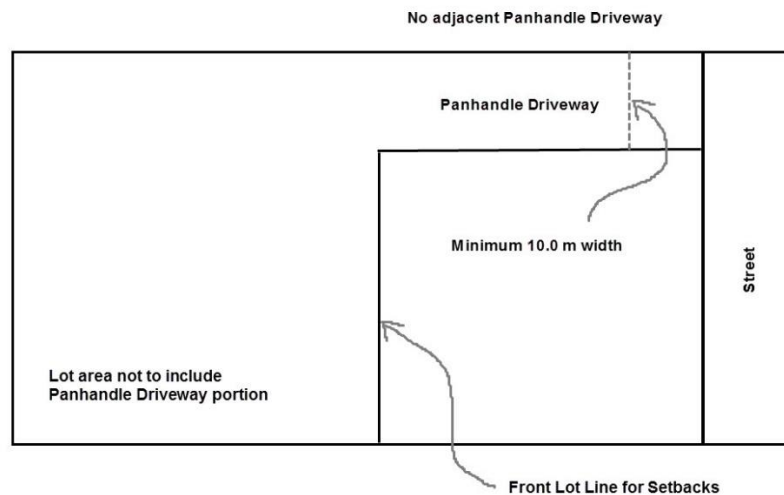 No adjacent Panhandle Driveway
Panhandle Driveway
Minimum 10.0 m width
Street
Lot area not to include
Panhandle Driveway portion
Front Lot Line for Setbacks